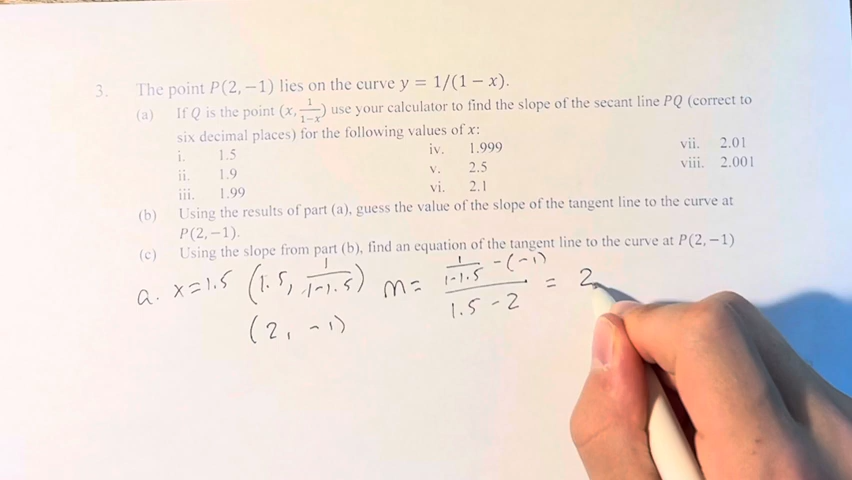 3. The point P(2, −1) lies on the curve y = 1/(1 − x).
(a) If Q is the point (x, 1/(1−x)) use your calculator to find the slope of the secant line PQ (correct to
six decimal places) for the following values of x:
i. 1.5 iv. 1.999 vii. 2.01
ii. 1.9 v. 2.5 viii. 2.001
iii. 1.99 vi. 2.1
(b) Using the results of part (a), guess the value of the slope of the tangent line to the curve at
P(2, −1).
(c) Using the slope from part (b), find an equation of the tangent line to the curve at P(2, −1)
a. x=1.5 (1.5, 1/(1-1.5)) m= (1/(1-1.5) -(-1))/(1.5-2) = 2
(2, -1)